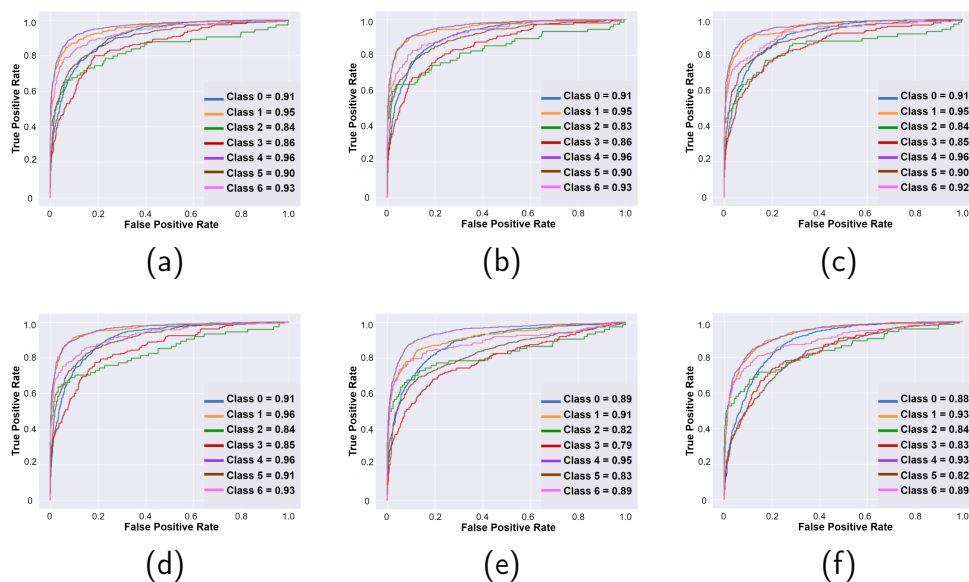 1.0
0.8
0.6
0.4
0.2
0
True Positive Rate
Class 0 = 0.91
Class 1 = 0.95
Class 2 = 0.84
Class 3 = 0.86
Class 4 = 0.96
Class 5 = 0.90
Class 6 = 0.93
0 0.2 0.4 0.6 0.8 1.0
False Positive Rate
(a)
1.0
0.8
0.6
0.4
0.2
0
True Positive Rate
Class 0 = 0.91
Class 1 = 0.95
Class 2 = 0.83
Class 3 = 0.86
Class 4 = 0.96
Class 5 = 0.90
Class 6 = 0.93
0 0.2 0.4 0.6 0.8 1.0
False Positive Rate
(b)
1.0
0.8
0.6
0.4
0.2
0
True Positive Rate
Class 0 = 0.91
Class 1 = 0.95
Class 2 = 0.84
Class 3 = 0.85
Class 4 = 0.96
Class 5 = 0.90
Class 6 = 0.92
0 0.2 0.4 0.6 0.8 1.0
False Positive Rate
(c)
1.0
0.8
0.6
0.4
0.2
0
True Positive Rate
Class 0 = 0.91
Class 1 = 0.96
Class 2 = 0.84
Class 3 = 0.85
Class 4 = 0.96
Class 5 = 0.91
Class 6 = 0.93
0 0.2 0.4 0.6 0.8 1.0
False Positive Rate
(d)
1.0
0.8
0.6
0.4
0.2
0
True Positive Rate
Class 0 = 0.89
Class 1 = 0.91
Class 2 = 0.82
Class 3 = 0.79
Class 4 = 0.95
Class 5 = 0.83
Class 6 = 0.89
0 0.2 0.4 0.6 0.8 1.0
False Positive Rate
(e)
1.0
0.8
0.6
0.4
0.2
0
True Positive Rate
Class 0 = 0.88
Class 1 = 0.93
Class 2 = 0.84
Class 3 = 0.83
Class 4 = 0.93
Class 5 = 0.82
Class 6 = 0.89
0 0.2 0.4 0.6 0.8 1.0
False Positive Rate
(f)